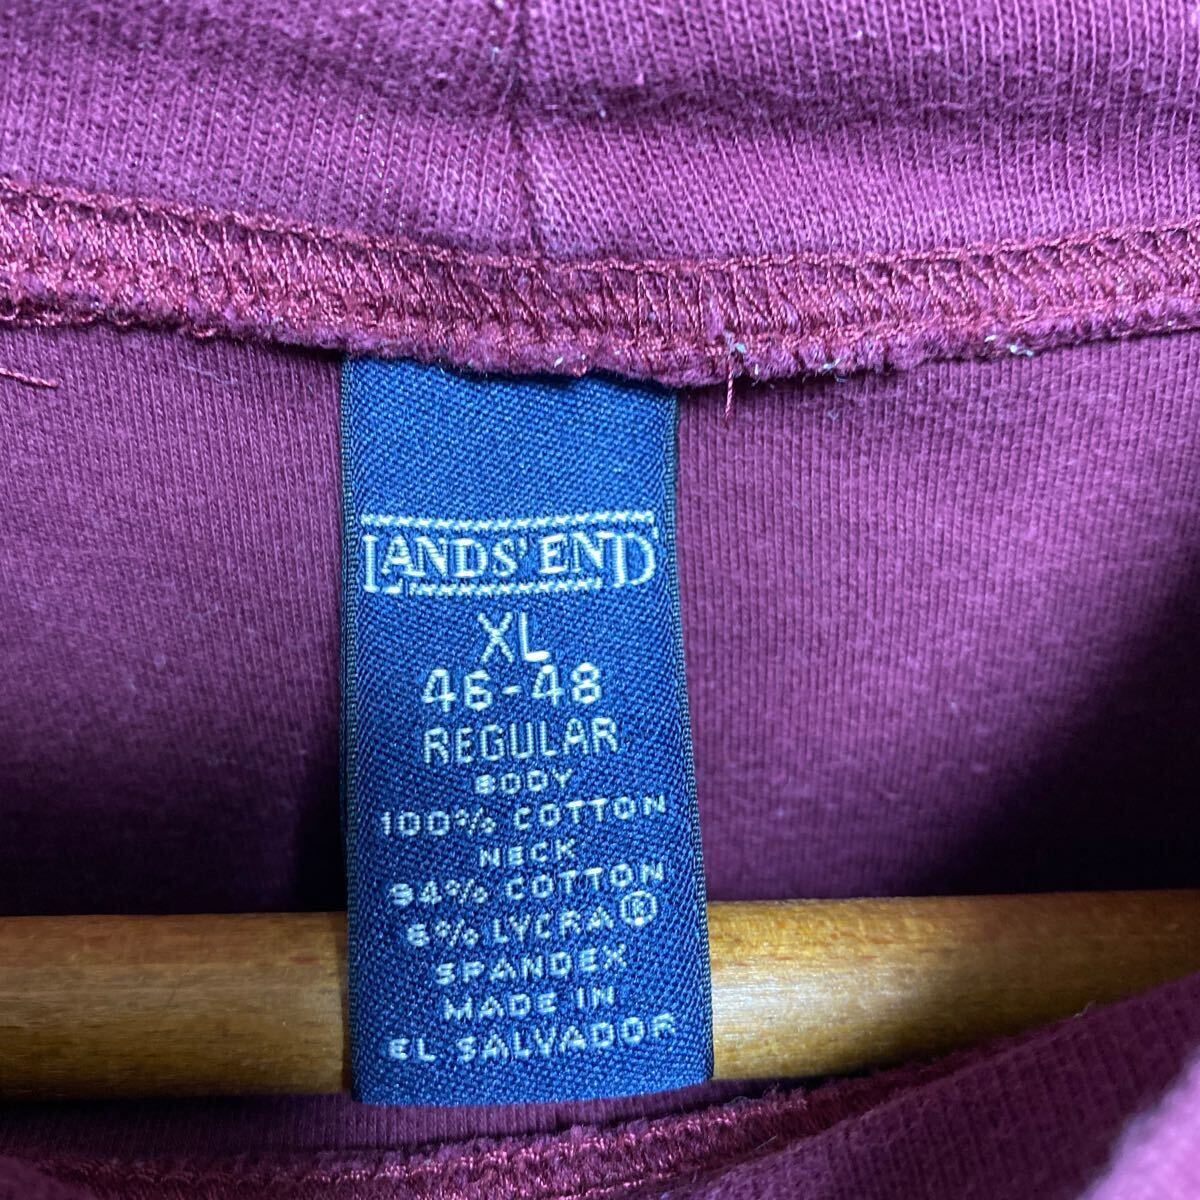 LANDS' END
XL
46-48
REGULAR
BODY
100% COTTON
NECK
94% COTTON
6% LYCRA®
SPANDEX
MADE IN
EL SALVADOR